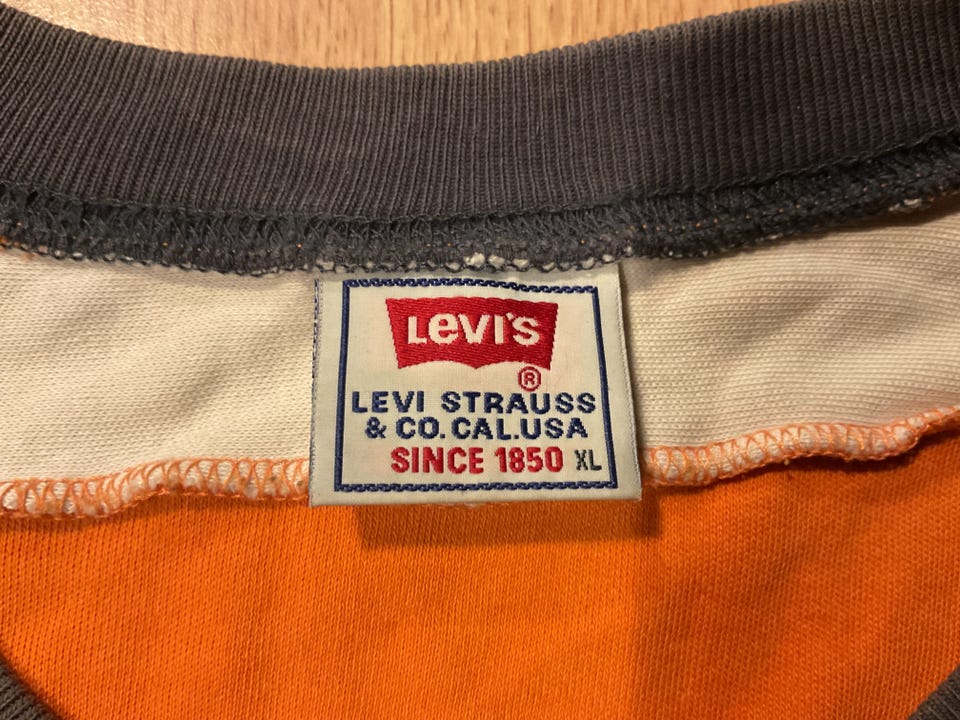 LEVI'S
®
LEVI STRAUSS
& CO. CAL.USA
SINCE 1850 XL